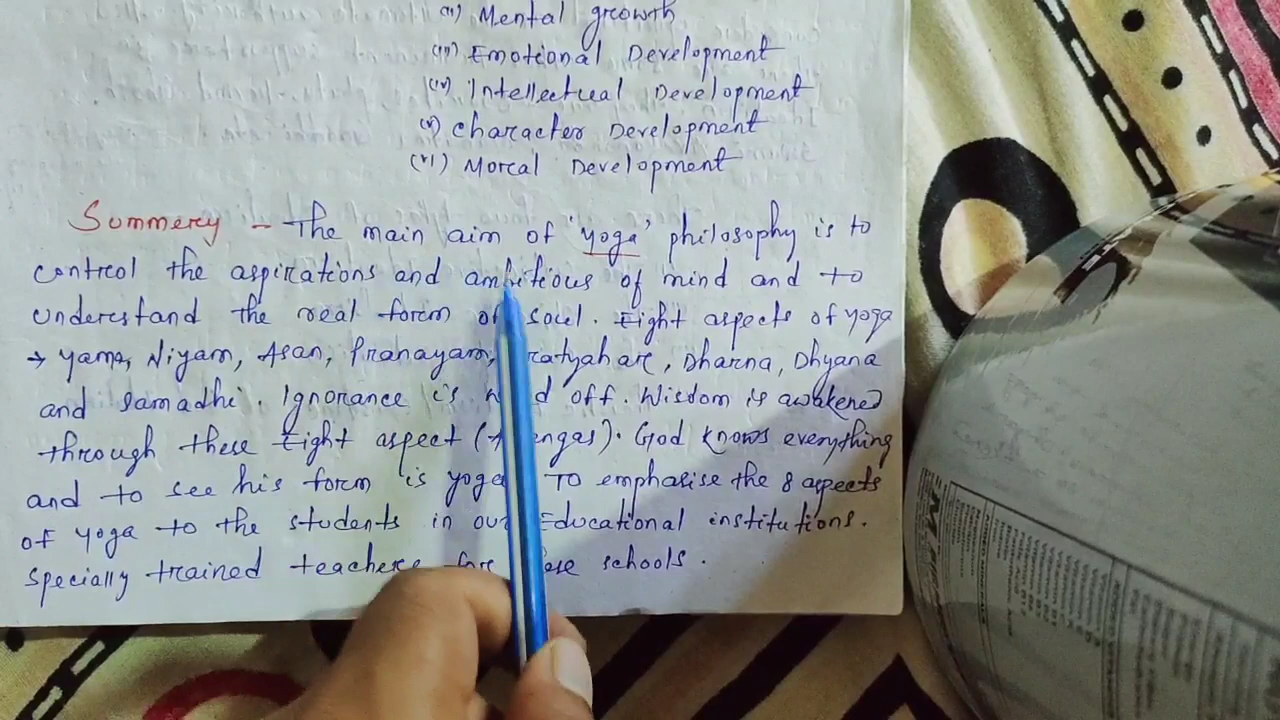 (ii) Mental growth
(iii) Emotional Development
(iv) Intellectual Development
(v) Character Development
(vi) Moral Development
Summery - The main aim of 'yoga' philosophy is to
control the aspirations and ambitious of mind and to
understand the real form of soul. Eight aspects of yoga
→ Yama, Niyam, Asan, Pranayam, Dharna, Dhyana
and Samadhi. Ignorance is off. Wisdom is awakened
through these Eight aspect ( ). God knows everything
and to see his form is yoga To emphasise the 8 aspects
of yoga to the students in our Educational institutions.
Specially trained teachers schools.